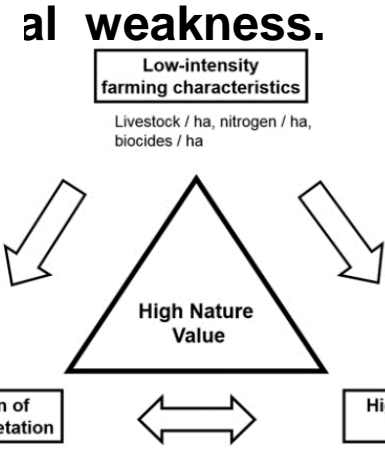 al weakness.
Low-intensity
farming characteristics
Livestock / ha, nitrogen / ha,
biocides / ha
High Nature
Value
n of
etation
Hi